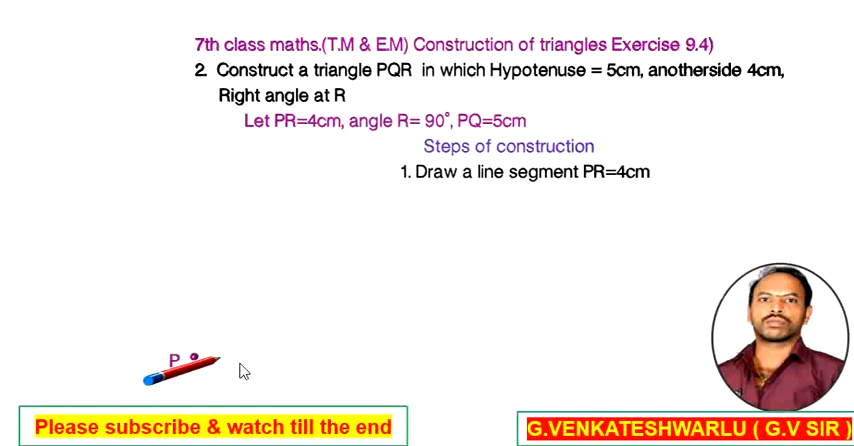 7th class maths.(T.M & E.M) Construction of triangles Exercise 9.4)
2. Construct a triangle PQR in which Hypotenuse = 5cm, anotherside 4cm,
Right angle at R
Let PR=4cm, angle R= 90°, PQ=5cm
Steps of construction
1. Draw a line segment PR=4cm
P
Please subscribe & watch till the end
G.VENKATESHWARLU ( G.V SIR )